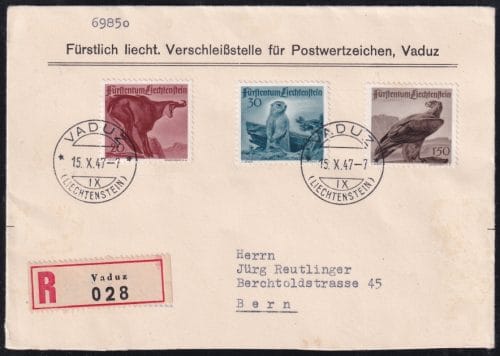 69850
Fürstlich liecht. Verschleißstelle für Postwertzeichen, Vaduz
Fürstentum Liechtenstein
20
Fürstentum Liechtenstein
30
Fürstentum Liechtenstein
150
VADUZ
15. X. 47–7
IX
(LIECHTENSTEIN)
VADUZ
15. X. 47–7
IX
(LIECHTENSTEIN)
R
Vaduz
028
Herrn
Jürg Reutlinger
Berchtoldstrasse 45
Bern